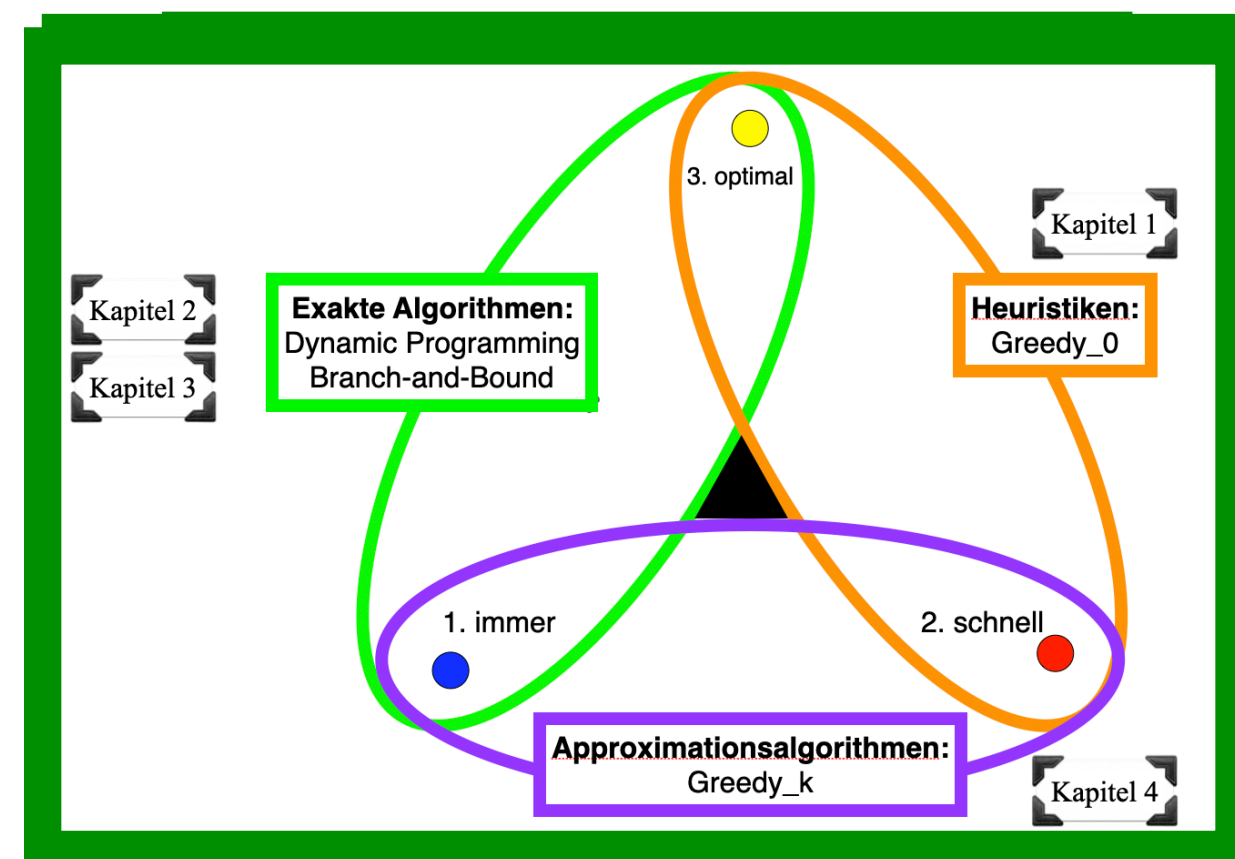 3. optimal
Kapitel 1
Kapitel 2
Kapitel 3
Exakte Algorithmen:
Dynamic Programming
Branch-and-Bound
Heuristiken:
Greedy_0
1. immer
2. schnell
Approximationsalgorithmen:
Greedy_k
Kapitel 4